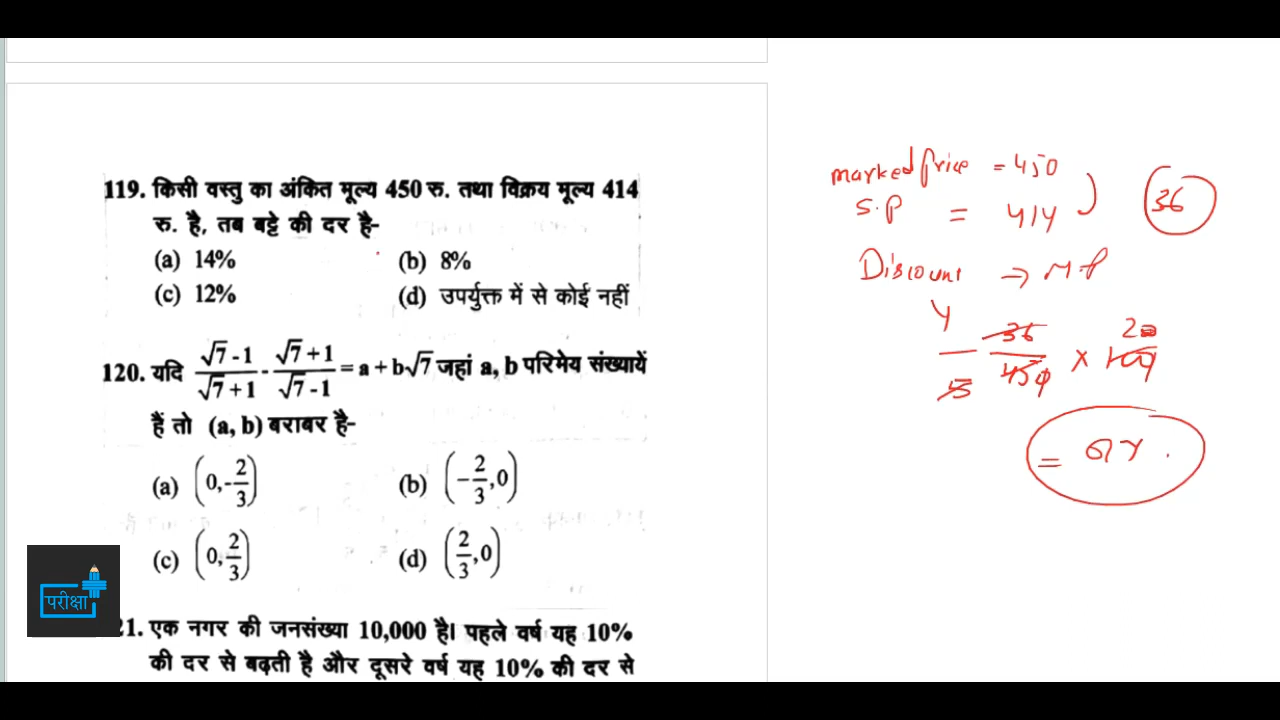 119. किसी वस्तु का अंकित मूल्य 450 रु. तथा विक्रय मूल्य 414
रु. है, तब बट्टे की दर है-
(a) 14% (b) 8%
(c) 12% (d) उपर्युक्त में से कोई नहीं
120. यदि (√7 -1)/(√7 +1) - (√7 +1)/(√7 -1) = a + b√7 जहां a, b परिमेय संख्यायें
हैं तो (a, b) बराबर है-
(a) (0, -2/3) (b) (-2/3, 0)
(c) (0, 2/3) (d) (2/3, 0)
21. एक नगर की जनसंख्या 10,000 है। पहले वर्ष यह 10%
की दर से बढ़ती है और दूसरे वर्ष यह 10% की दर से
परीक्षा
marked price = 450
S.P = 414
36
Discount → M.P
4
36/450 × 100
20
5
=